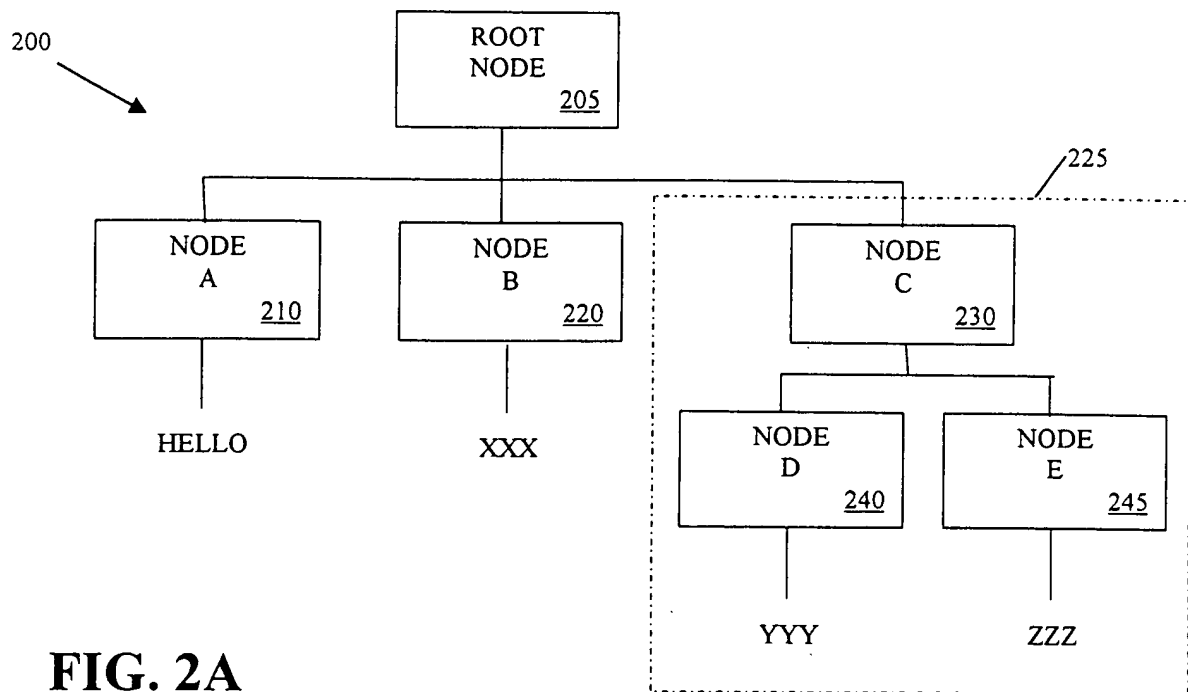 200
ROOT
NODE
205
225
NODE
A
210
NODE
B
220
NODE
C
230
HELLO
XXX
NODE
D
240
NODE
E
245
YYY
ZZZ
FIG. 2A